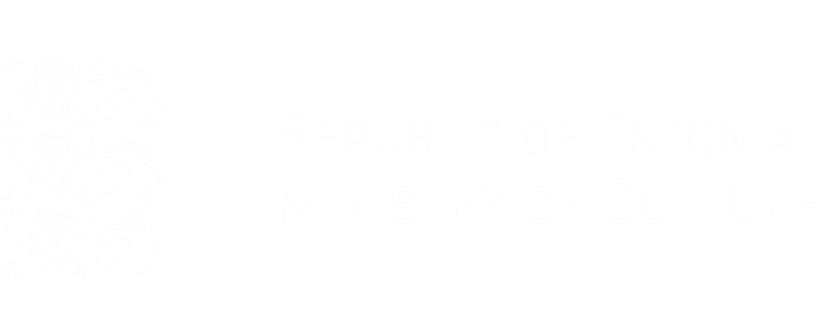 REPUBLIC OF ESTONIA
MINISTRY OF CULTURE